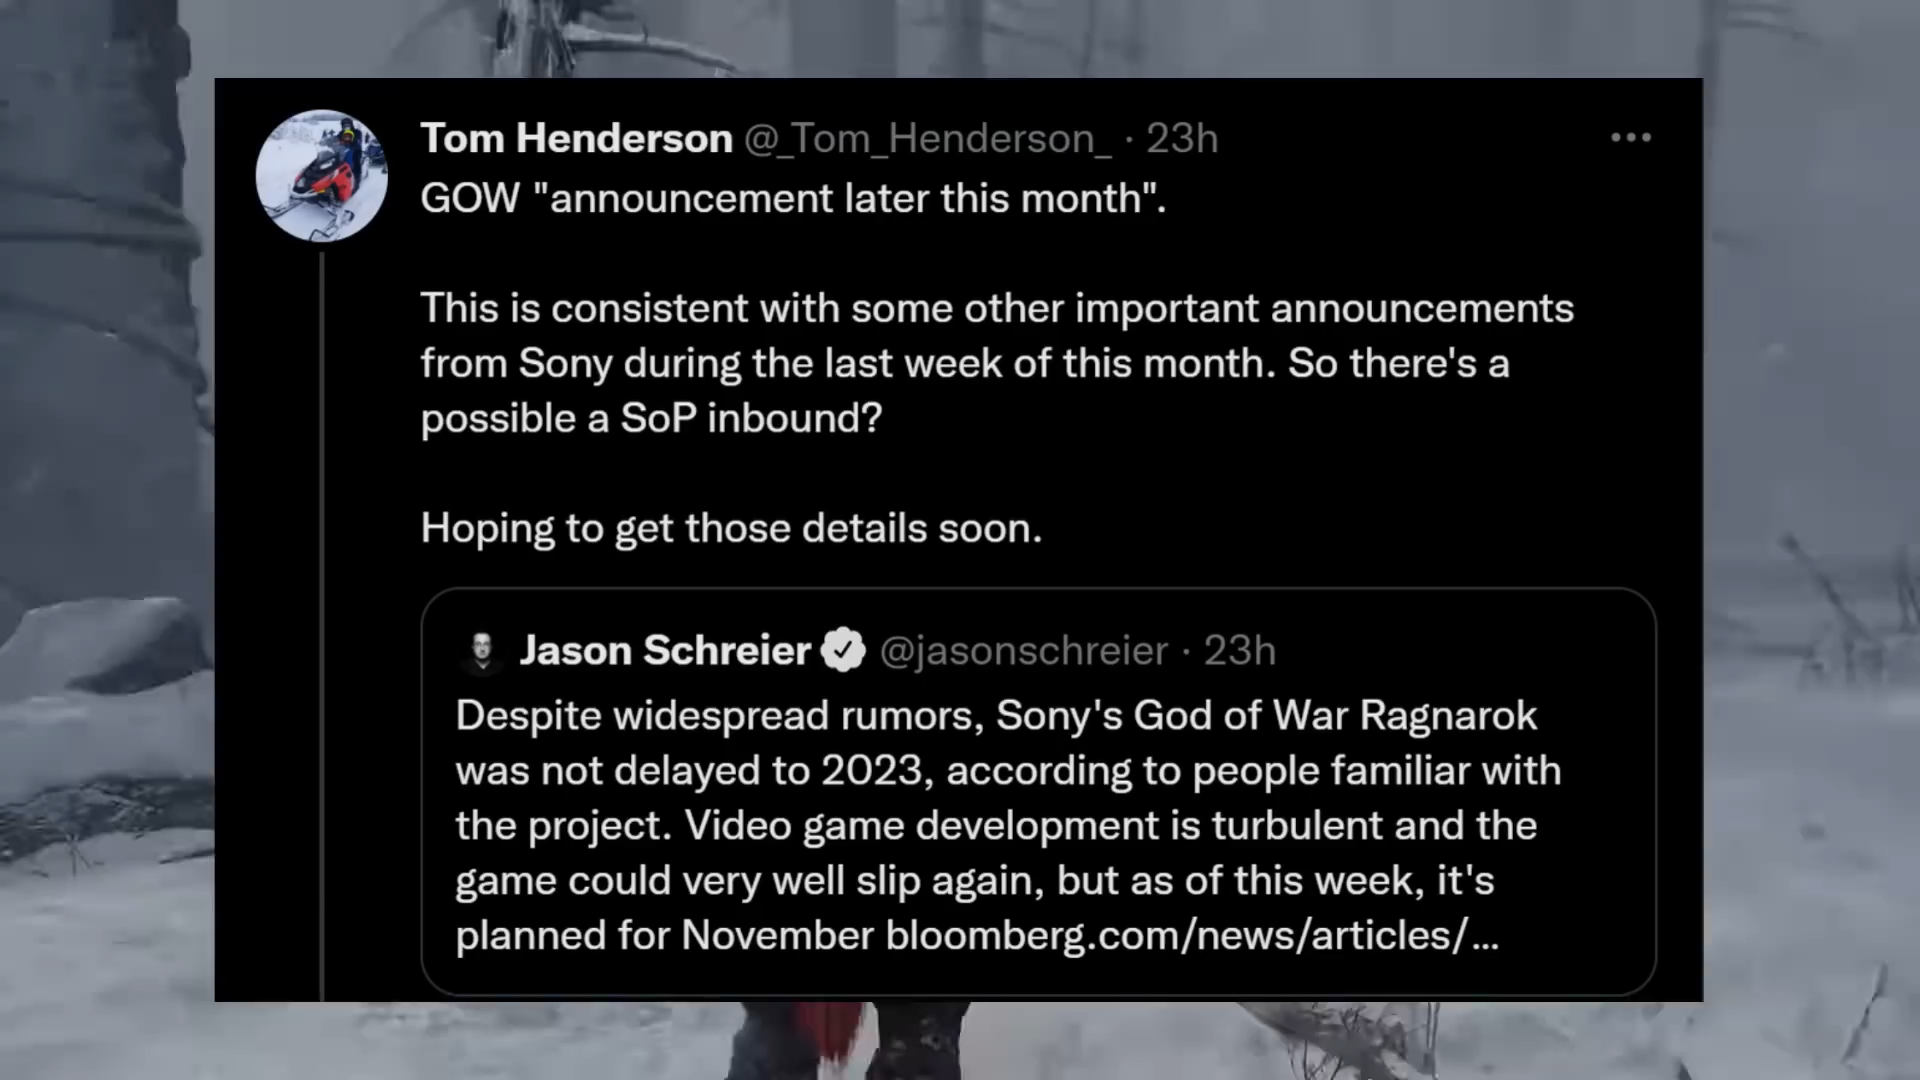 Tom Henderson @_Tom_Henderson_ · 23h
GOW "announcement later this month".
This is consistent with some other important announcements
from Sony during the last week of this month. So there's a
possible a SoP inbound?
Hoping to get those details soon.
Jason Schreier @jasonschreier · 23h
Despite widespread rumors, Sony's God of War Ragnarok
was not delayed to 2023, according to people familiar with
the project. Video game development is turbulent and the
game could very well slip again, but as of this week, it's
planned for November bloomberg.com/news/articles/...